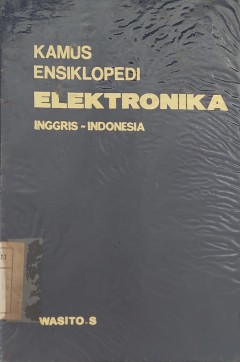 KAMUS
ENSIKLOPEDI
ELEKTRONIKA
INGGRIS - INDONESIA
WASITO.S